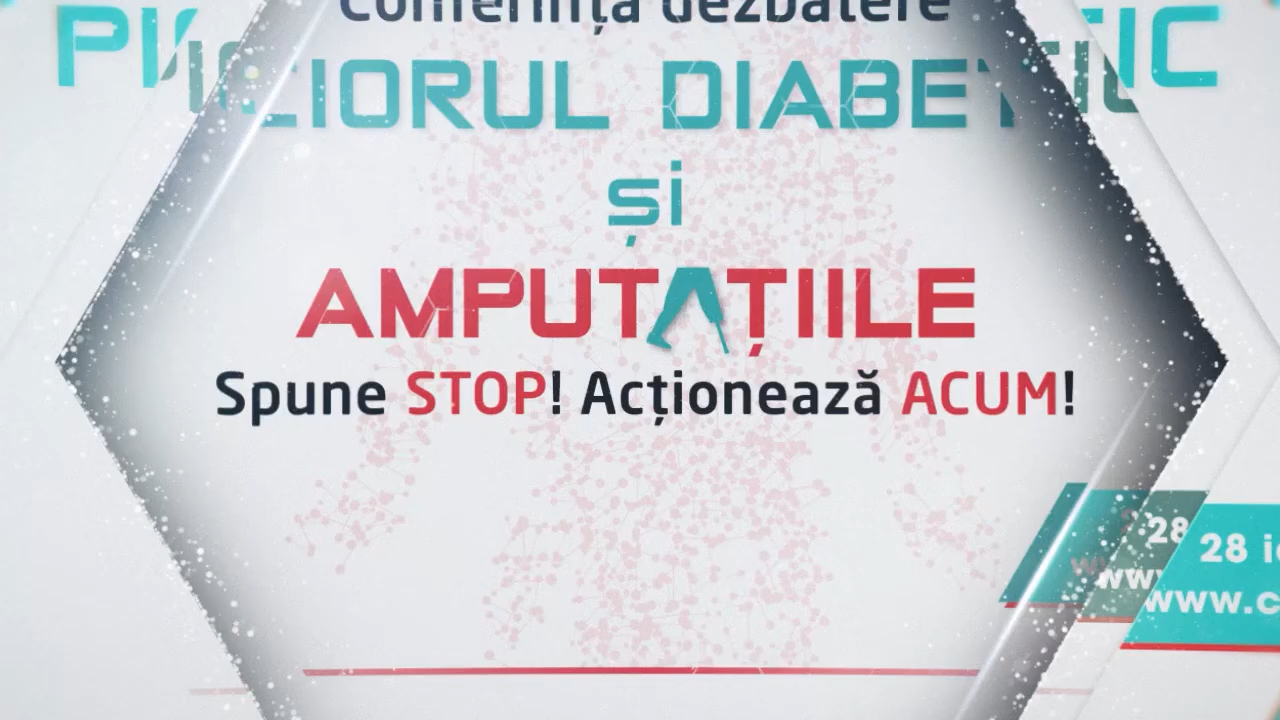 Conferința dezbatere
PICIORUL DIABETIC
și
AMPUTAȚIILE
Spune STOP! Acționează ACUM!
28
www.c